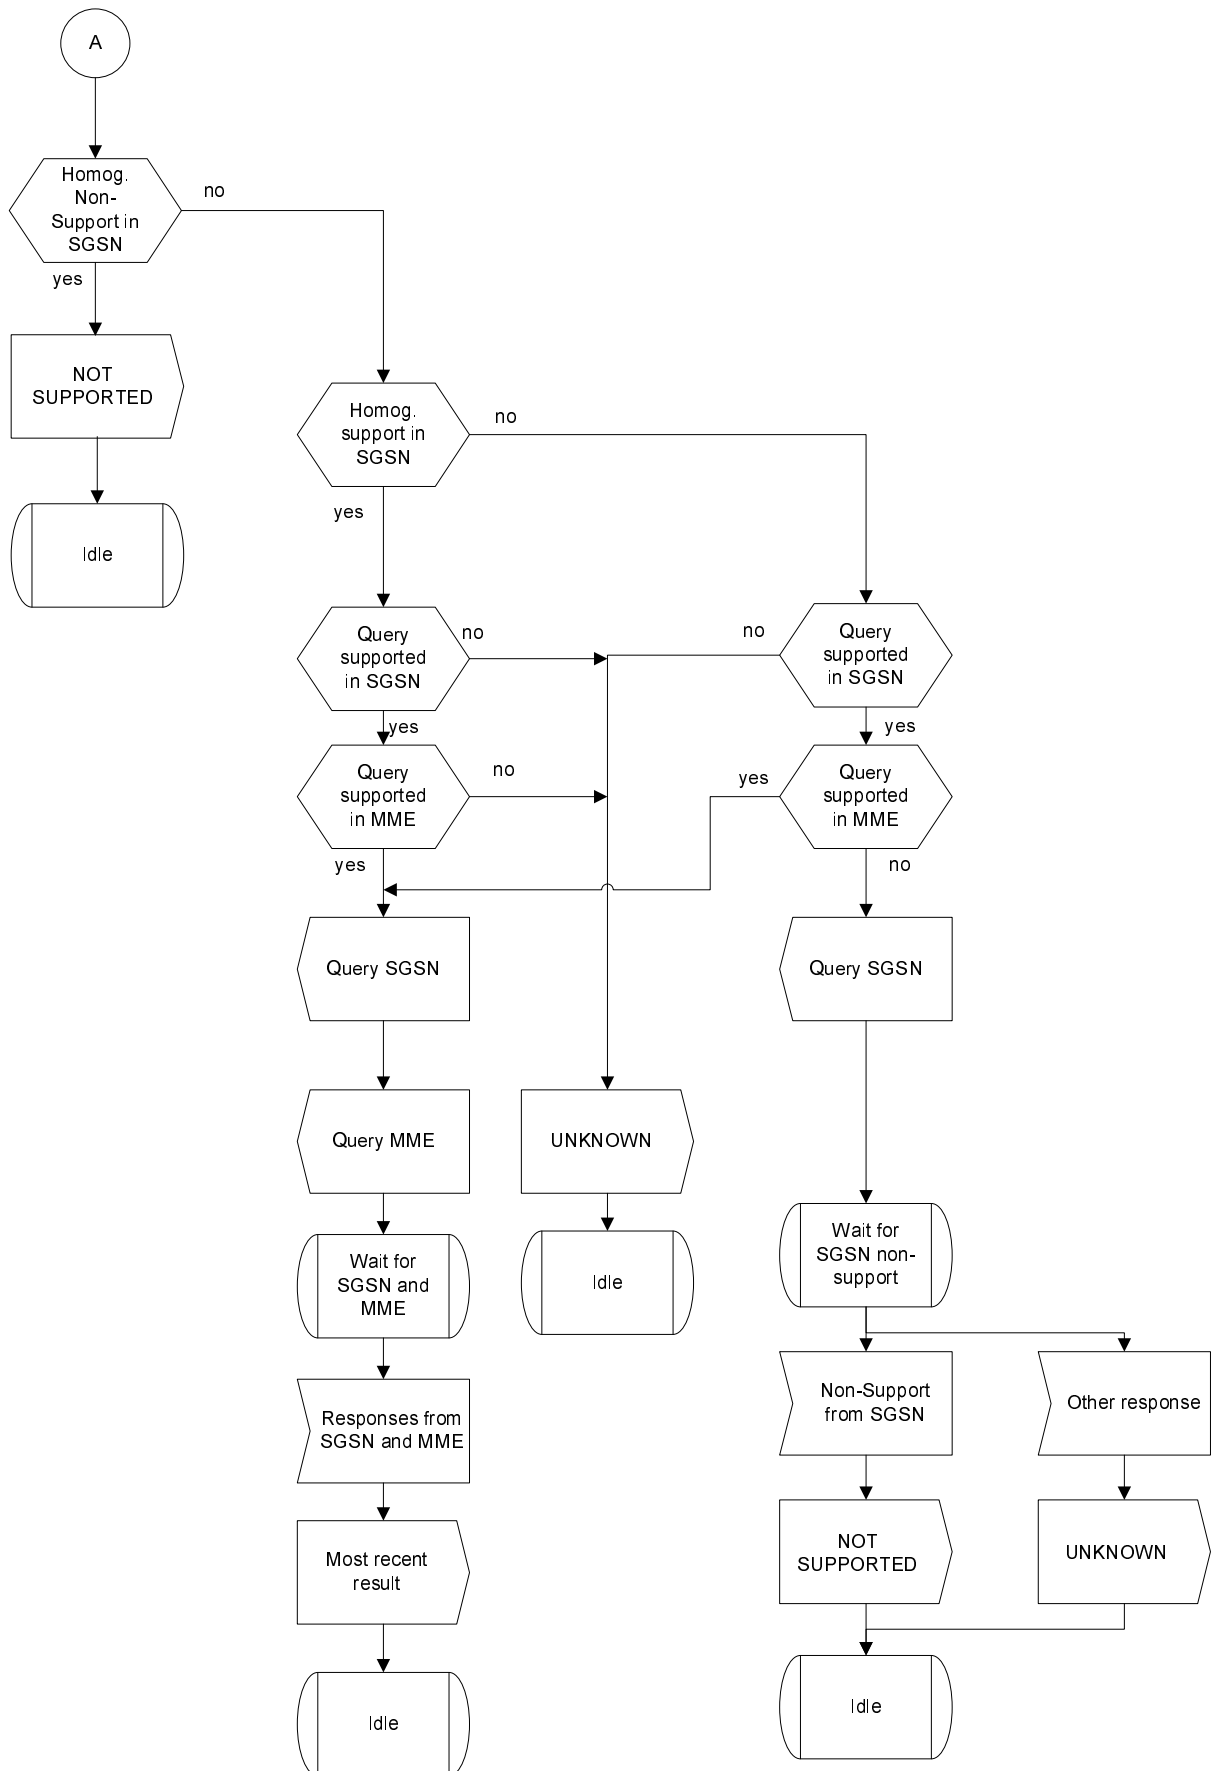 A
Homog.
Non-
Support in
SGSN
no
yes
NOT
SUPPORTED
Idle
Homog.
support in
SGSN
no
yes
Query
supported
in SGSN
no
yes
Query
supported
in MME
no
yes
Query
supported
in SGSN
no
yes
Query
supported
in MME
yes
no
Query SGSN
Query MME
Wait for
SGSN and
MME
Responses from
SGSN and MME
Most recent
result
Idle
UNKNOWN
Idle
Query SGSN
Wait for
SGSN non-
support
Non-Support
from SGSN
Other response
NOT
SUPPORTED
UNKNOWN
Idle